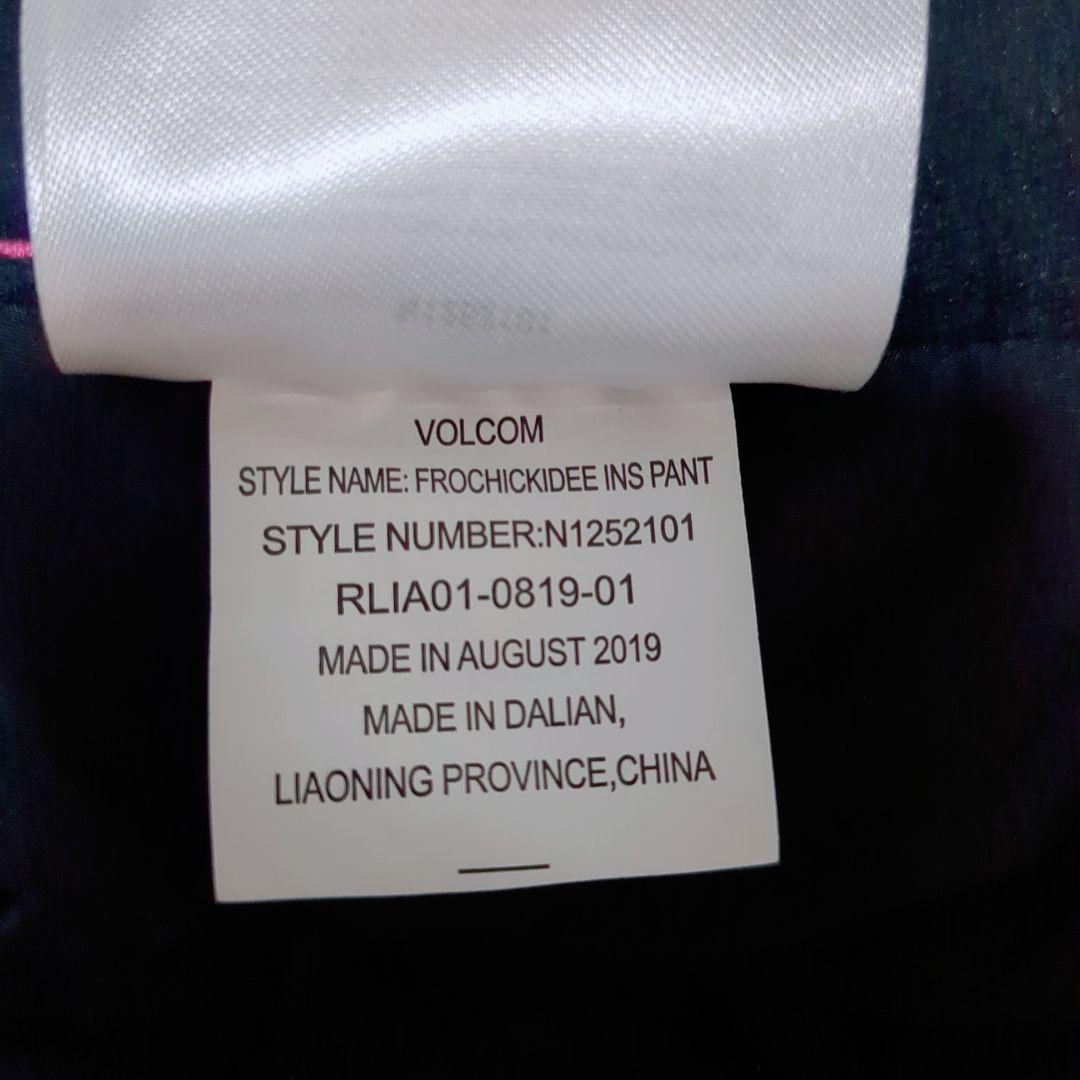 VOLCOM
STYLE NAME: FROCHICKIDEE INS PANT
STYLE NUMBER:N1252101
RLIA01-0819-01
MADE IN AUGUST 2019
MADE IN DALIAN,
LIAONING PROVINCE,CHINA